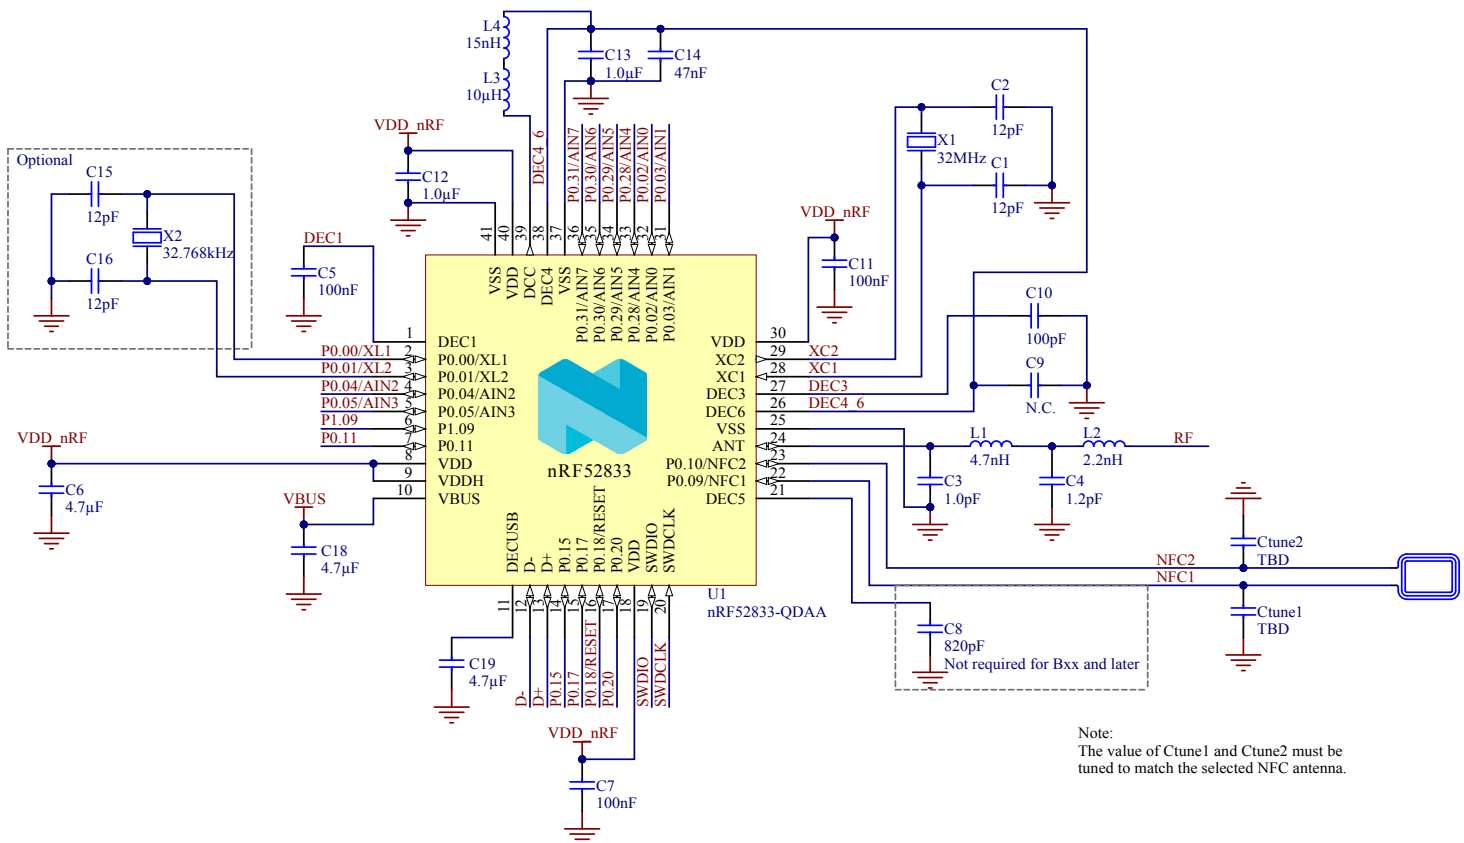 L4
15nH
L3
10µH
C13
1.0µF
C14
47nF
VDD_nRF
C12
1.0µF
DEC4_6
P0.31/AIN7
P0.30/AIN6
P0.29/AIN5
P0.28/AIN4
P0.02/AIN0
P0.03/AIN1
C2
12pF
X1
32MHz
C1
12pF
Optional
C15
12pF
X2
32.768kHz
C16
12pF
DEC1
C5
100nF
VDD_nRF
C11
100nF
C10
100pF
C9
N.C.
41
40
39
38
37
36
35
34
33
32
31
VSS
VDD
DCC
DEC4
VSS
P0.31/AIN7
P0.30/AIN6
P0.29/AIN5
P0.28/AIN4
P0.02/AIN0
P0.03/AIN1
1
DEC1
P0.00/XL1
2
P0.00/XL1
P0.01/XL2
3
P0.01/XL2
P0.04/AIN2
4
P0.04/AIN2
P0.05/AIN3
5
P0.05/AIN3
P1.09
6
P1.09
P0.11
7
P0.11
8
VDD
9
VDDH
10
VBUS
VDD
30
XC2
29
XC2
XC1
28
XC1
DEC3
27
DEC3
DEC6
26
DEC4_6
VSS
25
ANT
24
P0.10/NFC2
23
P0.09/NFC1
22
DEC5
21
nRF52833
VDD_nRF
C6
4.7µF
VBUS
C18
4.7µF
L1
4.7nH
L2
2.2nH
RF
C3
1.0pF
C4
1.2pF
DECUSB
D-
D+
P0.15
P0.17
P0.18/RESET
P0.20
VDD
SWDIO
SWDCLK
11
12
13
14
15
16
17
18
19
20
U1
nRF52833-QDAA
Ctune2
TBD
NFC2
NFC1
Ctune1
TBD
C8
820pF
Not required for Bxx and later
C19
4.7µF
D-
D+
P0.15
P0.17
P0.18/RESET
P0.20
SWDIO
SWDCLK
VDD_nRF
C7
100nF
Note:
The value of Ctune1 and Ctune2 must be
tuned to match the selected NFC antenna.